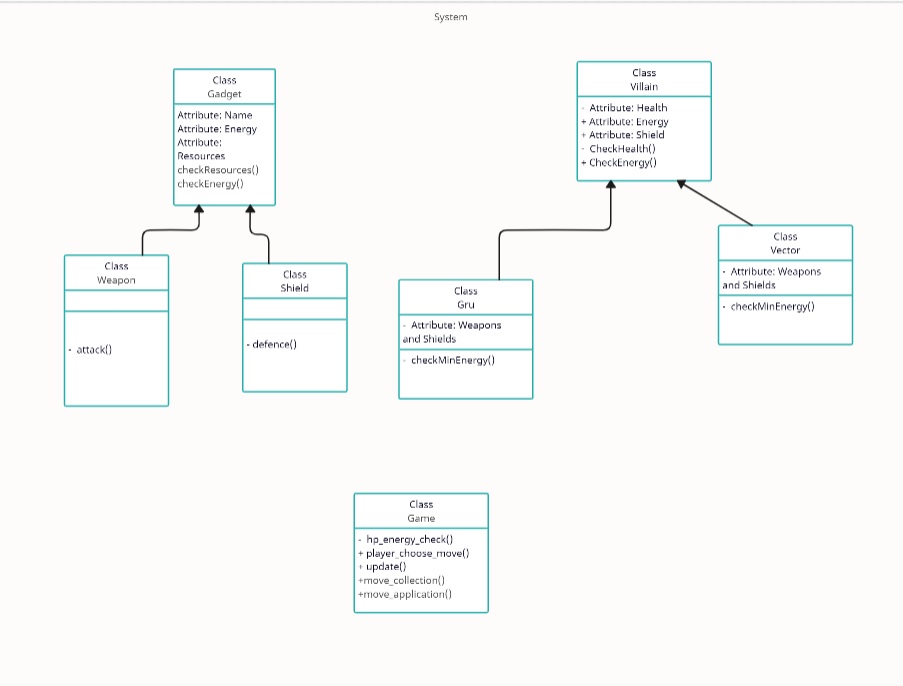 System
Class
Gadget
Attribute: Name
Attribute: Energy
Attribute:
Resources
checkResources()
checkEnergy()
Class
Villain
- Attribute: Health
+ Attribute: Energy
+ Attribute: Shield
- CheckHealth()
+ CheckEnergy()
Class
Weapon
- attack()
Class
Shield
- defence()
Class
Gru
- Attribute: Weapons
and Shields
- checkMinEnergy()
Class
Vector
- Attribute: Weapons
and Shields
- checkMinEnergy()
Class
Game
- hp_energy_check()
+ player_choose_move()
+ update()
+move_collection()
+move_application()